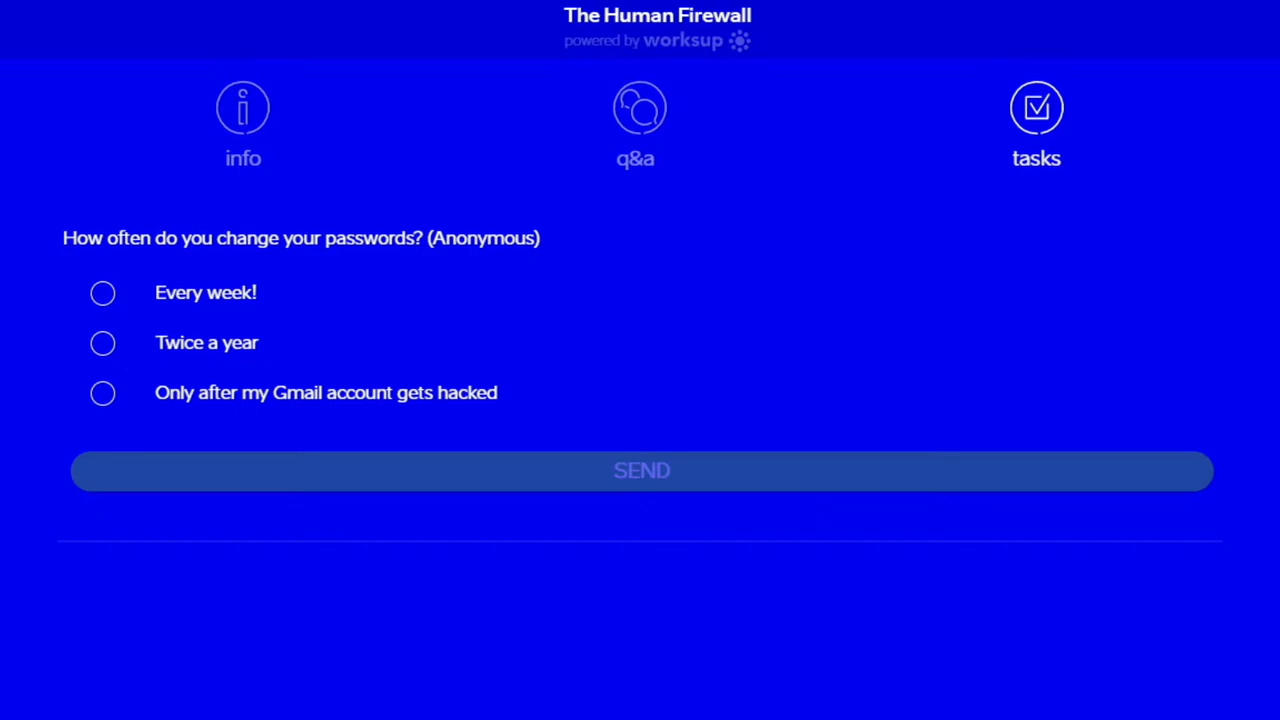 The Human Firewall
powered by worksup
info
q&a
tasks
How often do you change your passwords? (Anonymous)
Every week!
Twice a year
Only after my Gmail account gets hacked
SEND